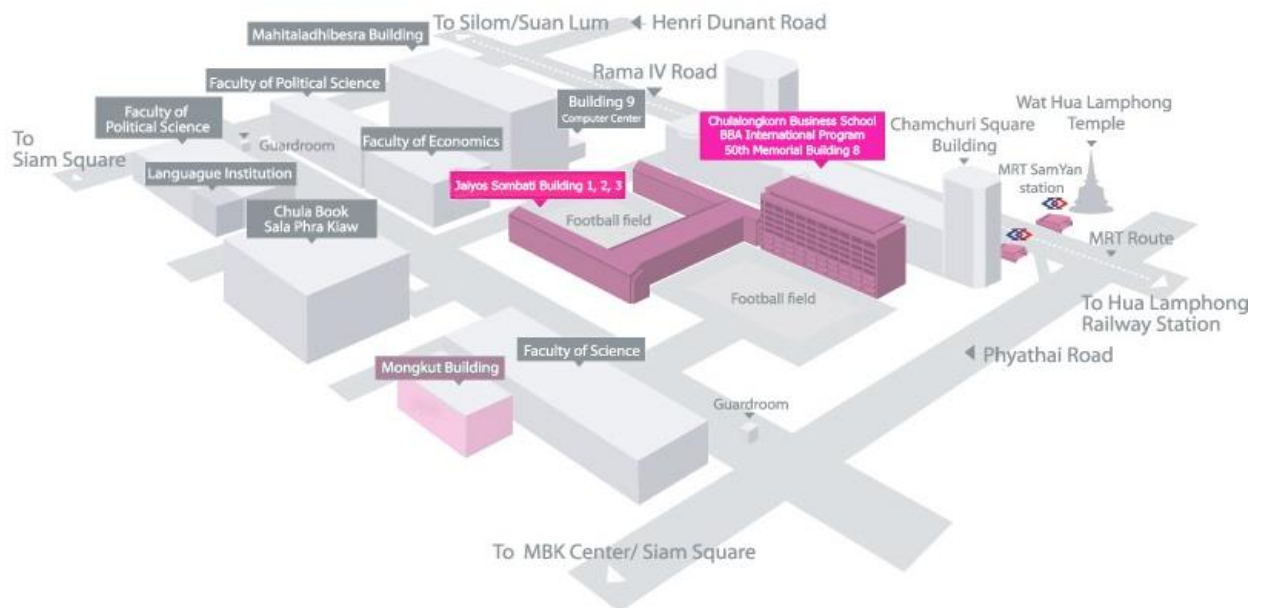 To Silom/Suan Lum
Henri Dunant Road
Mahitaladhibesra Building
Rama IV Road
Faculty of Political Science
Building 9
Computer Center
Chulalongkorn Business School
BBA International Program
50th Memorial Building 8
Wat Hua Lamphong
Temple
Chamchuri Square
Building
Faculty of
Political Science
To
Siam Square
Guardroom
Faculty of Economics
MRT SamYan
station
Languague Institution
Jaiyos Sombati Building 1, 2, 3
Chula Book
Sala Phra Kiaw
Football field
MRT Route
Football field
To Hua Lamphong
Railway Station
Faculty of Science
Phyathai Road
Mongkut Building
Guardroom
To MBK Center/ Siam Square